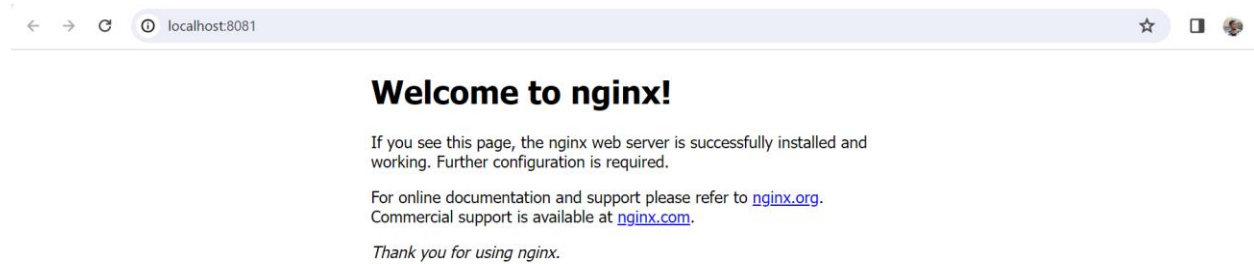 localhost:8081
Welcome to nginx!
If you see this page, the nginx web server is successfully installed and
working. Further configuration is required.
For online documentation and support please refer to nginx.org.
Commercial support is available at nginx.com.
Thank you for using nginx.